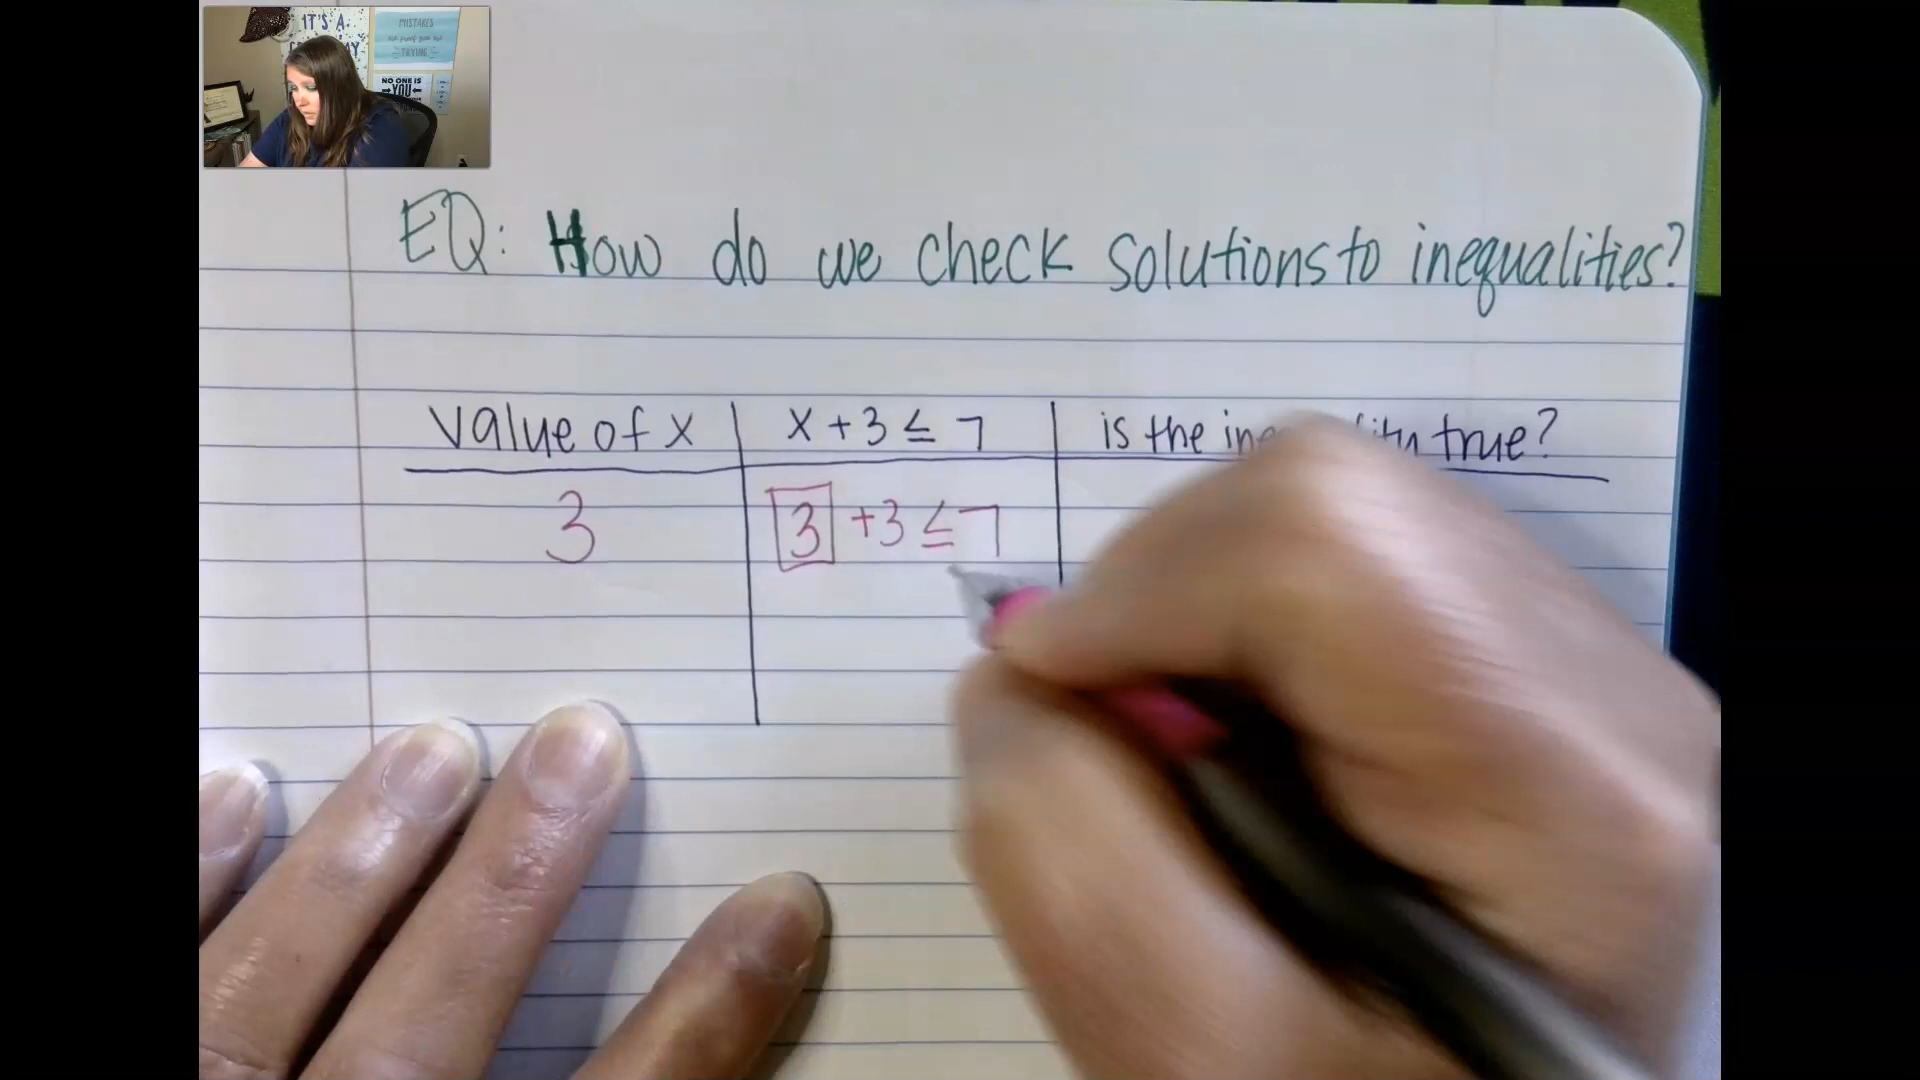 IT'S A
MISTAKES
TRYING
NO ONE IS
YOU
EQ: How do we check solutions to inequalities?
Value of x x + 3 ≤ 7 is the true?
3 3 + 3 ≤ 7